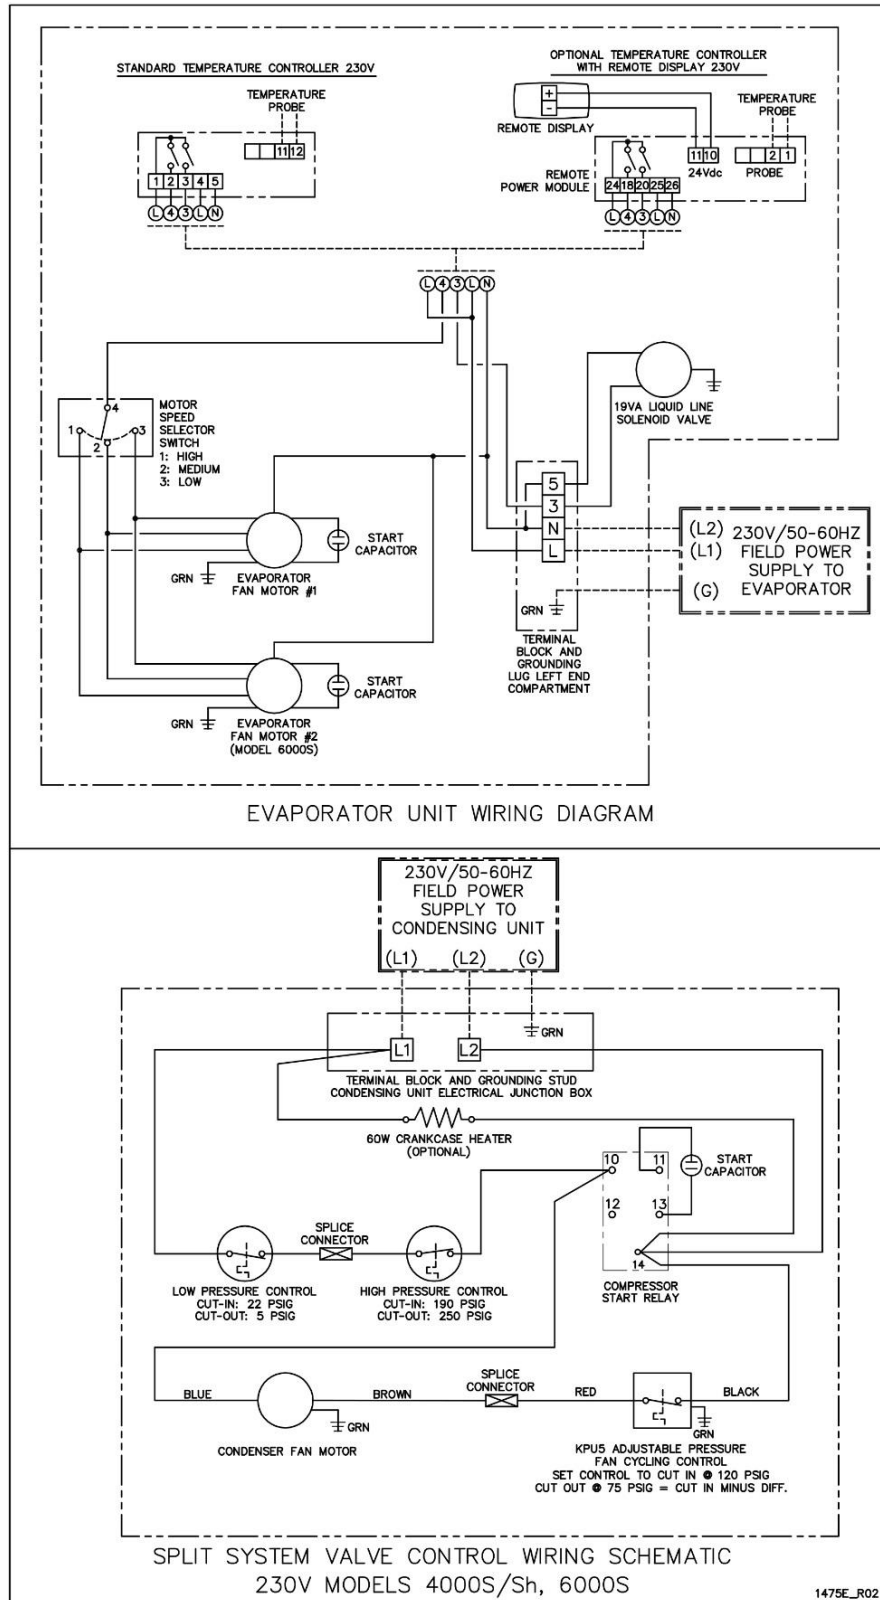 STANDARD TEMPERATURE CONTROLLER 230V
TEMPERATURE
PROBE
11 12
1 2 3 4 5
L 4 3 L N
OPTIONAL TEMPERATURE CONTROLLER
WITH REMOTE DISPLAY 230V
+
-
REMOTE DISPLAY
TEMPERATURE
PROBE
11 10
24Vdc
2 1
PROBE
REMOTE
POWER MODULE
24 18 20 25 26
L 4 3 L N
L 4 3 L N
19VA LIQUID LINE
SOLENOID VALVE
4
1
2
3
MOTOR
SPEED
SELECTOR
SWITCH
1: HIGH
2: MEDIUM
3: LOW
START
CAPACITOR
GRN
EVAPORATOR
FAN MOTOR #1
START
CAPACITOR
GRN
EVAPORATOR
FAN MOTOR #2
(MODEL 6000S)
5
3
N
L
GRN
TERMINAL
BLOCK AND
GROUNDING
LUG LEFT END
COMPARTMENT
(L2)
(L1)
(G)
230V/50-60HZ
FIELD POWER
SUPPLY TO
EVAPORATOR
EVAPORATOR UNIT WIRING DIAGRAM
230V/50-60HZ
FIELD POWER
SUPPLY TO
CONDENSING UNIT
(L1) (L2) (G)
GRN
L1 L2
TERMINAL BLOCK AND GROUNDING STUD
CONDENSING UNIT ELECTRICAL JUNCTION BOX
60W CRANKCASE HEATER
(OPTIONAL)
10 11
12 13
14
START
CAPACITOR
COMPRESSOR
START RELAY
SPLICE
CONNECTOR
LOW PRESSURE CONTROL
CUT-IN: 22 PSIG
CUT-OUT: 5 PSIG
HIGH PRESSURE CONTROL
CUT-IN: 190 PSIG
CUT-OUT: 250 PSIG
BLUE
BROWN
SPLICE
CONNECTOR
RED
BLACK
GRN
CONDENSER FAN MOTOR
GRN
KPU5 ADJUSTABLE PRESSURE
FAN CYCLING CONTROL
SET CONTROL TO CUT IN @ 120 PSIG
CUT OUT @ 75 PSIG = CUT IN MINUS DIFF.
SPLIT SYSTEM VALVE CONTROL WIRING SCHEMATIC
230V MODELS 4000S/Sh, 6000S
1475E_R02